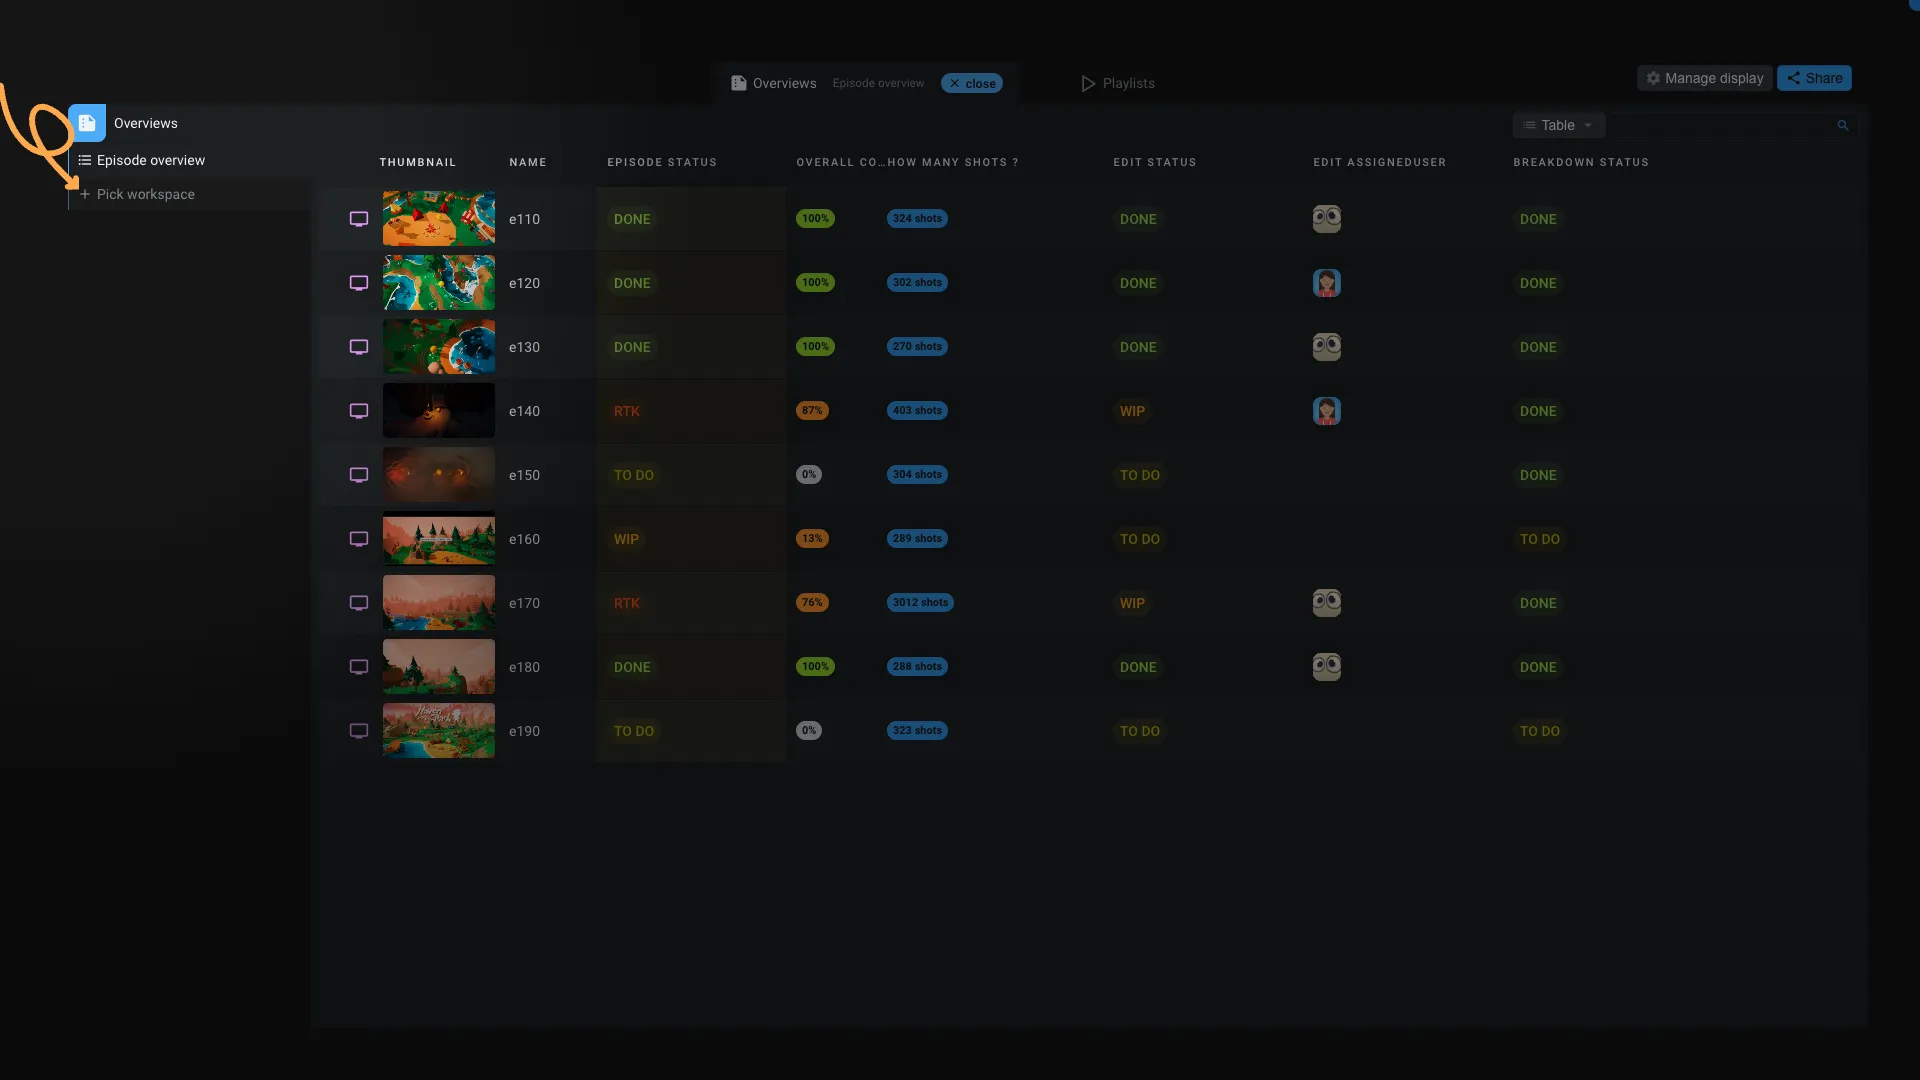 Overviews Episode overview close Playlists
Manage display Share
Overviews
Table
Episode overview
Pick workspace
THUMBNAIL NAME EPISODE STATUS OVERALL CO... HOW MANY SHOTS ? EDIT STATUS EDIT ASSIGNEDUSER BREAKDOWN STATUS
e110 DONE 100% 324 shots DONE DONE
e120 DONE 100% 302 shots DONE DONE
e130 DONE 100% 270 shots DONE DONE
e140 RTK 87% 403 shots WIP DONE
e150 TO DO 0% 304 shots TO DO DONE
e160 WIP 13% 289 shots TO DO TO DO
e170 RTK 76% 3012 shots WIP DONE
e180 DONE 100% 288 shots DONE DONE
e190 TO DO 0% 323 shots TO DO TO DO